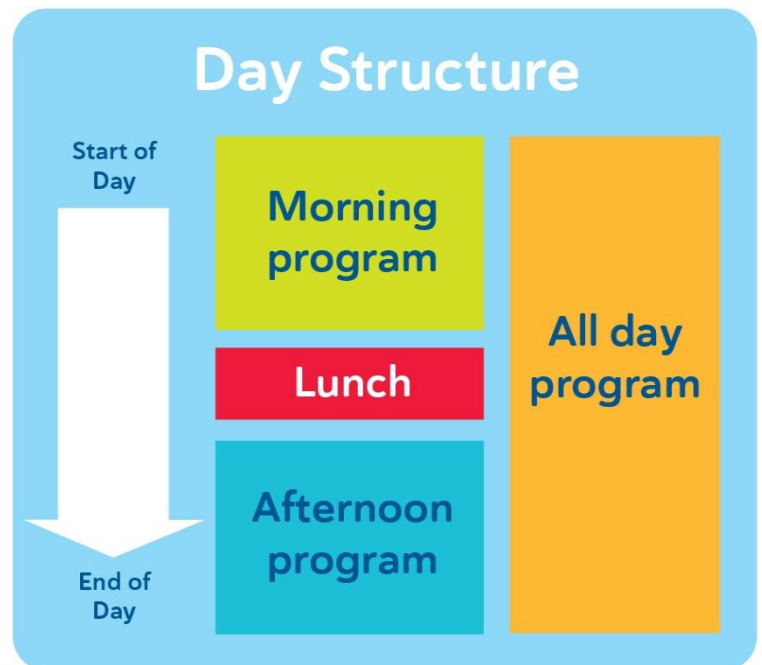 Day Structure
Start of
Day
Morning
program
Lunch
Afternoon
program
All day
program
End of
Day